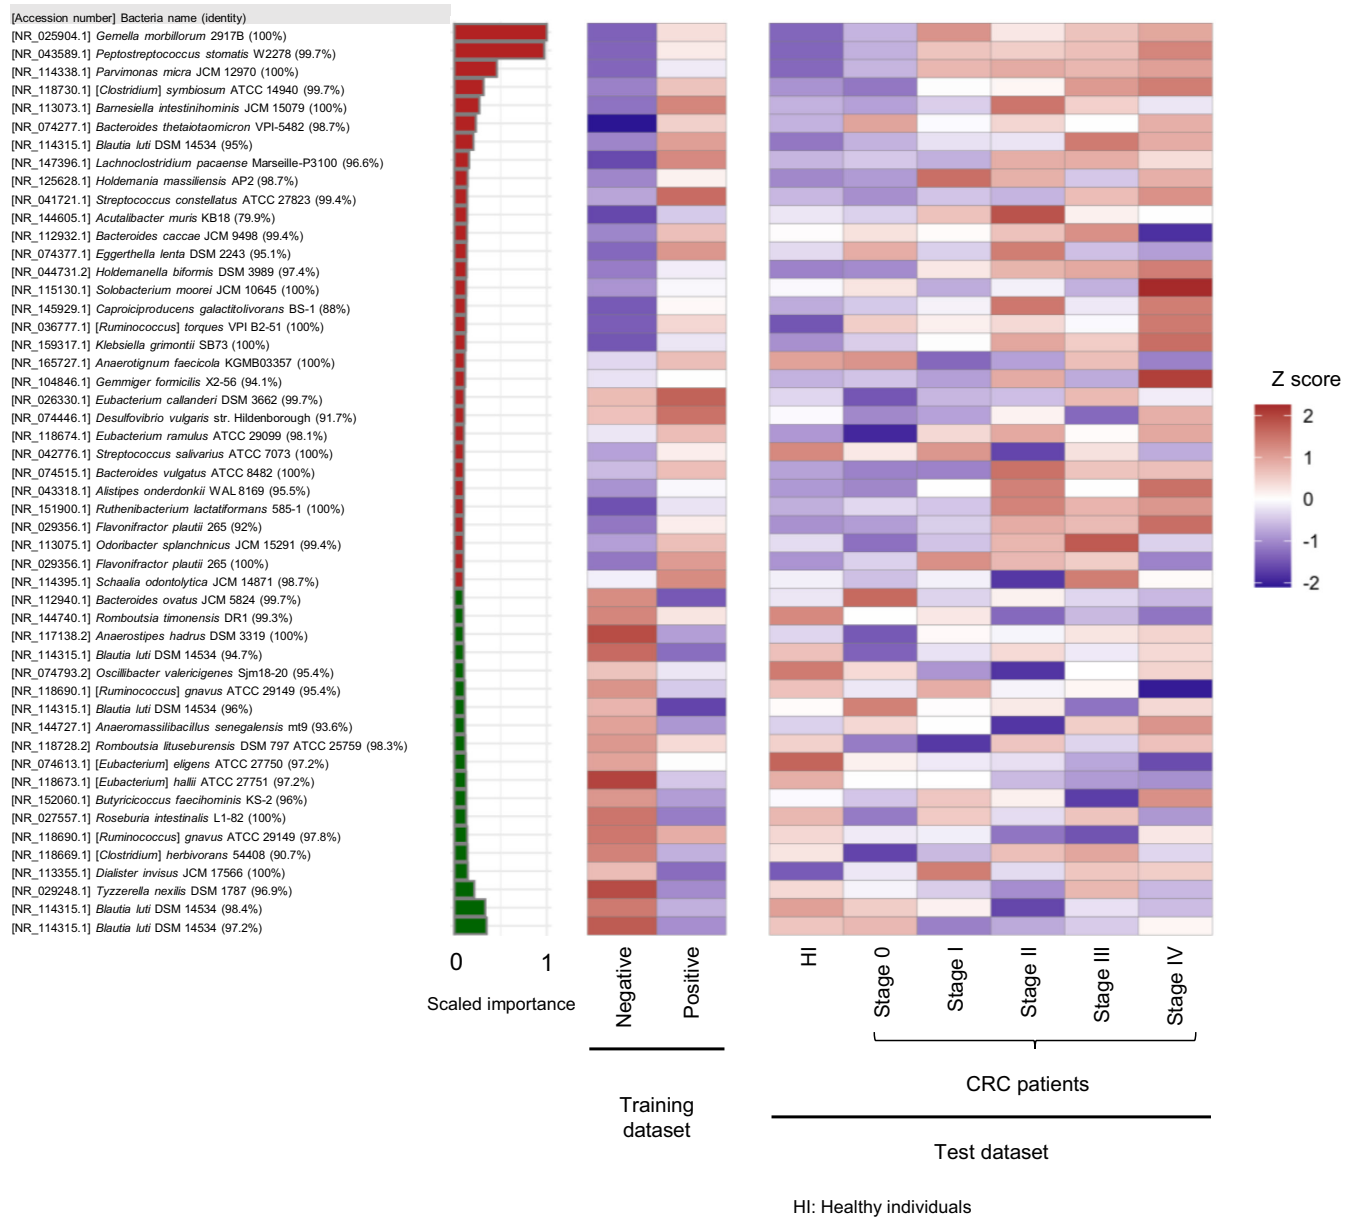 [Accession number] Bacteria name (identity)
[NR_025904.1] Gemella morbillorum 2917B (100%)
[NR_043589.1] Peptostreptococcus stomatis W2278 (99.7%)
[NR_114338.1] Parvimonas micra JCM 12970 (100%)
[NR_118730.1] [Clostridium] symbiosum ATCC 14940 (99.7%)
[NR_113073.1] Barnesiella intestinihominis JCM 15079 (100%)
[NR_074277.1] Bacteroides thetaiotaomicron VPI-5482 (98.7%)
[NR_114315.1] Blautia luti DSM 14534 (95%)
[NR_147396.1] Lachnoclostridium pacaense Marseille-P3100 (96.6%)
[NR_125628.1] Holdemania massiliensis AP2 (98.7%)
[NR_041721.1] Streptococcus constellatus ATCC 27823 (99.4%)
[NR_144605.1] Acutalibacter muris KB18 (79.9%)
[NR_112932.1] Bacteroides caccae JCM 9498 (99.4%)
[NR_074377.1] Eggerthella lenta DSM 2243 (95.1%)
[NR_044731.2] Holdemanella biformis DSM 3989 (97.4%)
[NR_115130.1] Solobacterium moorei JCM 10645 (100%)
[NR_145929.1] Caproiciproducens galactitolivorans BS-1 (88%)
[NR_036777.1] [Ruminococcus] torques VPI B2-51 (100%)
[NR_159317.1] Klebsiella grimontii SB73 (100%)
[NR_165727.1] Anaerotignum faecicola KGMB03357 (100%)
[NR_104846.1] Gemmiger formicilis X2-56 (94.1%)
[NR_026330.1] Eubacterium callanderi DSM 3662 (99.7%)
[NR_074446.1] Desulfovibrio vulgaris str. Hildenborough (91.7%)
[NR_118674.1] Eubacterium ramulus ATCC 29099 (98.1%)
[NR_042776.1] Streptococcus salivarius ATCC 7073 (100%)
[NR_074515.1] Bacteroides vulgatus ATCC 8482 (100%)
[NR_043318.1] Alistipes onderdonkii WAL 8169 (95.5%)
[NR_151900.1] Ruthenibacterium lactatiformans 585-1 (100%)
[NR_029356.1] Flavonifractor plautii 265 (92%)
[NR_113075.1] Odoribacter splanchnicus JCM 15291 (99.4%)
[NR_029356.1] Flavonifractor plautii 265 (100%)
[NR_114395.1] Schaalia odontolytica JCM 14871 (98.7%)
[NR_112940.1] Bacteroides ovatus JCM 5824 (99.7%)
[NR_144740.1] Romboutsia timonensis DR1 (99.3%)
[NR_117138.2] Anaerostipes hadrus DSM 3319 (100%)
[NR_114315.1] Blautia luti DSM 14534 (94.7%)
[NR_074793.2] Oscillibacter valericigenes Sjm18-20 (95.4%)
[NR_118690.1] [Ruminococcus] gnavus ATCC 29149 (95.4%)
[NR_114315.1] Blautia luti DSM 14534 (96%)
[NR_144727.1] Anaeromassilibacillus senegalensis mt9 (93.6%)
[NR_118728.2] Romboutsia lituseburensis DSM 797 ATCC 25759 (98.3%)
[NR_074613.1] [Eubacterium] eligens ATCC 27750 (97.2%)
[NR_118673.1] [Eubacterium] hallii ATCC 27751 (97.2%)
[NR_152060.1] Butyricicoccus faecihominis KS-2 (96%)
[NR_027557.1] Roseburia intestinalis L1-82 (100%)
[NR_118690.1] [Ruminococcus] gnavus ATCC 29149 (97.8%)
[NR_118669.1] [Clostridium] herbivorans 54408 (90.7%)
[NR_113355.1] Dialister invisus JCM 17566 (100%)
[NR_029248.1] Tyzzerella nexilis DSM 1787 (96.9%)
[NR_114315.1] Blautia luti DSM 14534 (98.4%)
[NR_114315.1] Blautia luti DSM 14534 (97.2%)
0 1
Scaled importance
Negative
Positive
Training
dataset
HI
Stage 0
Stage I
Stage II
Stage III
Stage IV
CRC patients
Test dataset
HI: Healthy individuals
Z score
2
1
0
-1
-2